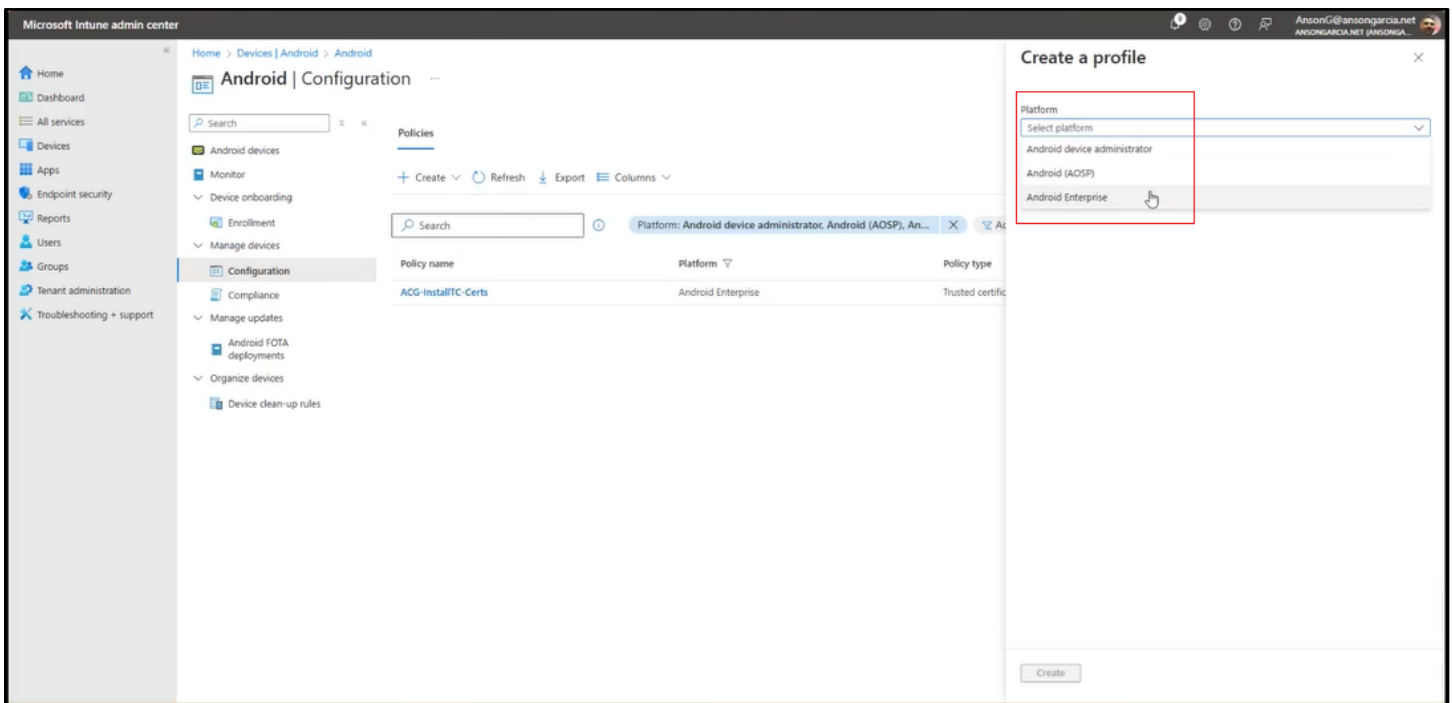 Microsoft Intune admin center
AnsonG@ansongarcia.net
ANSONGARCIA.NET (ANSONGA...
Home
Dashboard
All services
Devices
Apps
Endpoint security
Reports
Users
Groups
Tenant administration
Troubleshooting + support
Home > Devices | Android > Android
Android | Configuration ...
Search
Android devices
Monitor
Device onboarding
Enrollment
Manage devices
Configuration
Compliance
Manage updates
Android FOTA
deployments
Organize devices
Device clean-up rules
Policies
Create Refresh Export Columns
Search
Platform: Android device administrator, Android (AOSP), An...
Policy name Platform Policy type
ACG-InstallTC-Certs Android Enterprise Trusted certific
Create a profile
Platform
Select platform
Android device administrator
Android (AOSP)
Android Enterprise
Create